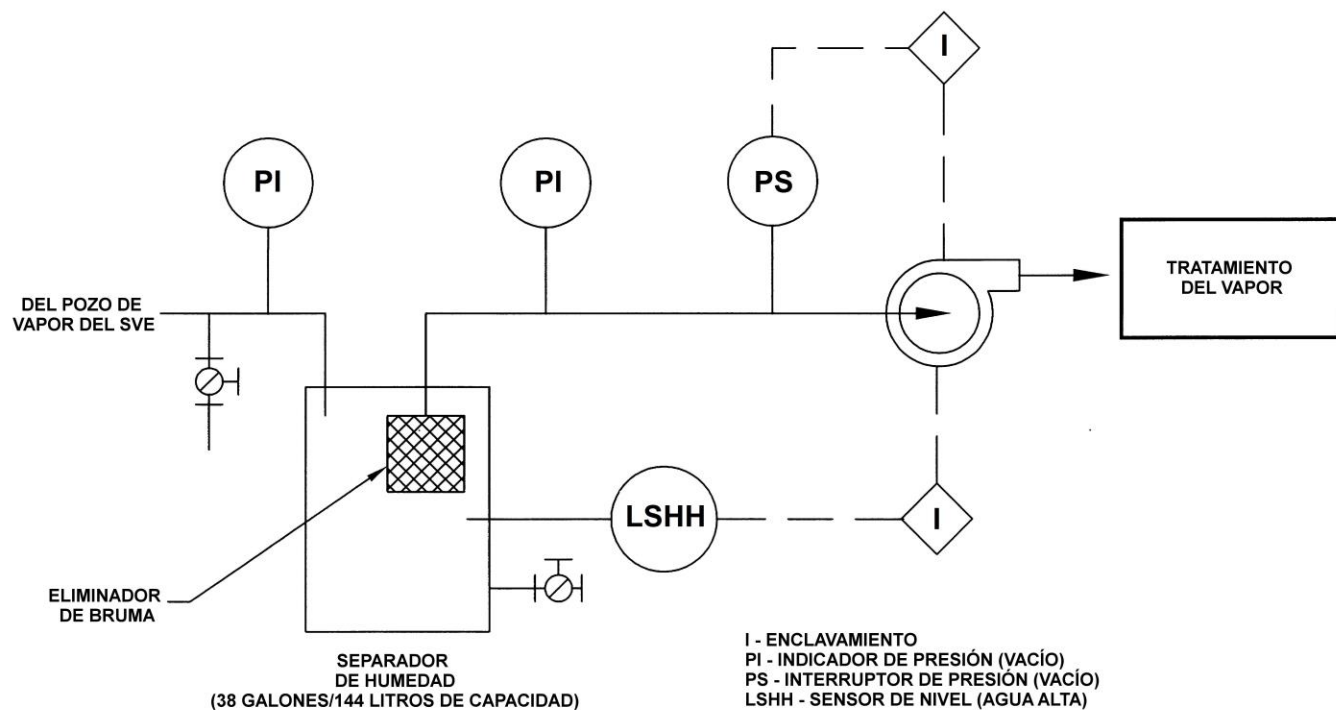 I
PI
PI
PS
DEL POZO DE
VAPOR DEL SVE
TRATAMIENTO
DEL VAPOR
LSHH
I
ELIMINADOR
DE BRUMA
SEPARADOR
DE HUMEDAD
(38 GALONES/144 LITROS DE CAPACIDAD)
I - ENCLAVAMIENTO
PI - INDICADOR DE PRESIÓN (VACÍO)
PS - INTERRUPTOR DE PRESIÓN (VACÍO)
LSHH - SENSOR DE NIVEL (AGUA ALTA)